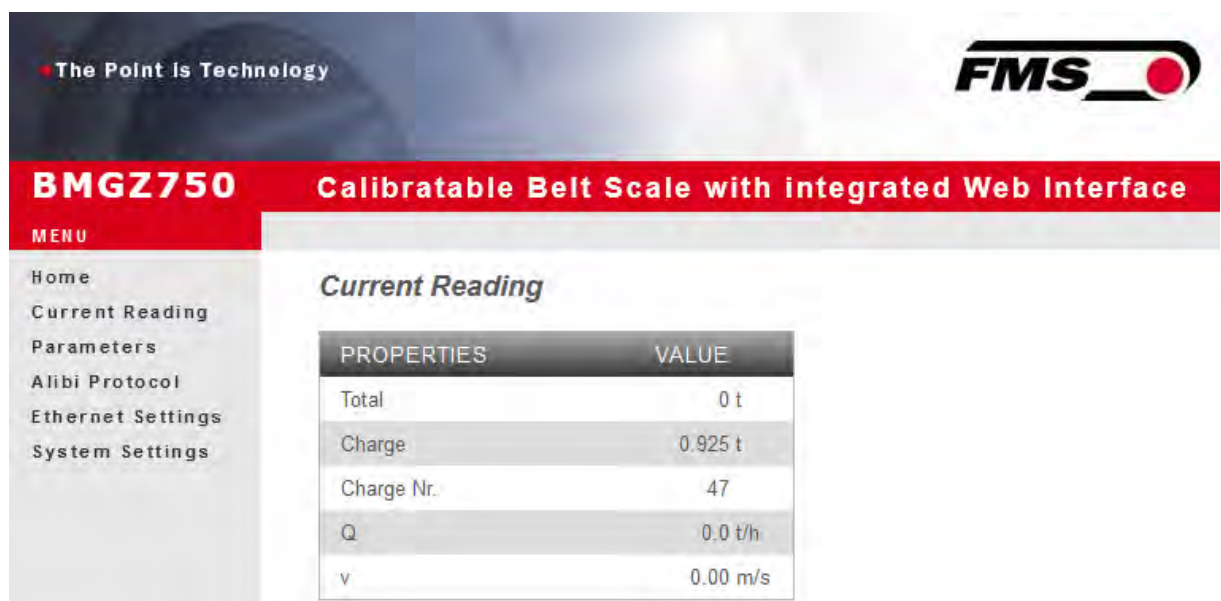 The Point is Technology
FMS
BMGZ750 Calibratable Belt Scale with integrated Web Interface
MENU
Home
Current Reading
Parameters
Alibi Protocol
Ethernet Settings
System Settings
Current Reading
PROPERTIES VALUE
Total 0 t
Charge 0.925 t
Charge Nr. 47
Q 0.0 t/h
v 0.00 m/s